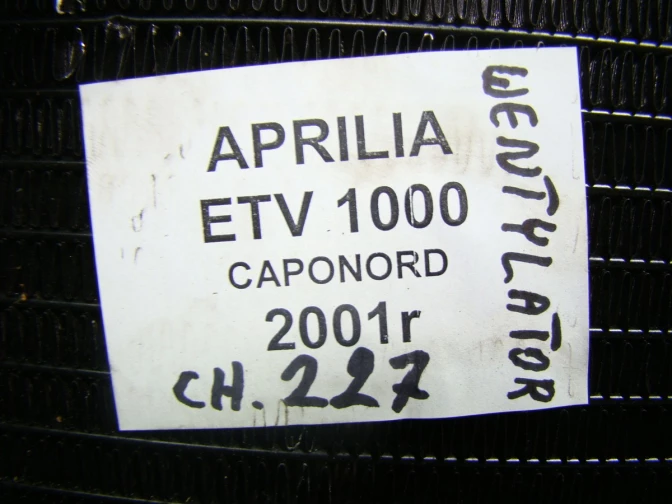 APRILIA
ETV 1000
CAPONORD
2001r
CH. 227
WENTYLATOR